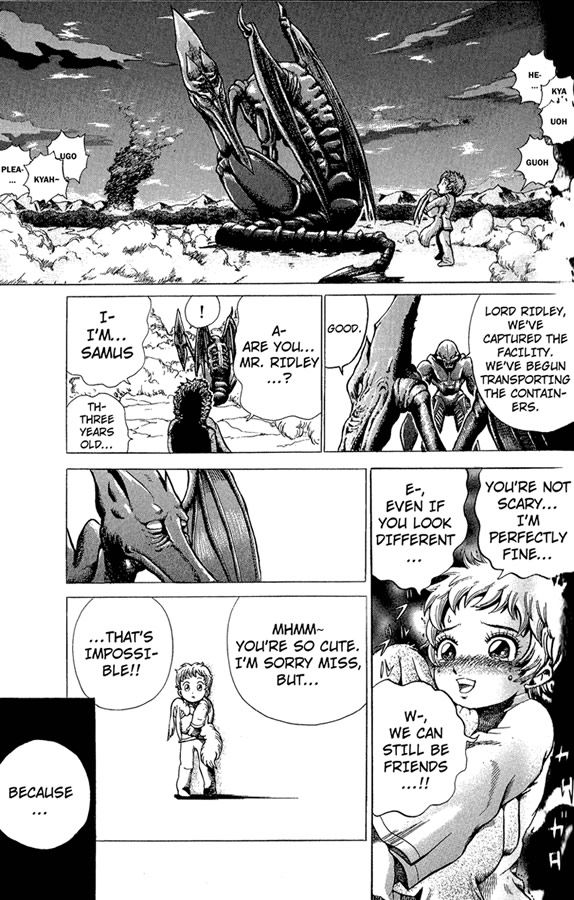 HE-
...
KYA
UOH
GUOH
UGO
KYAH~
PLEA-
...
LORD RIDLEY,
WE'VE
CAPTURED THE
FACILITY.
WE'VE BEGUN
TRANSPORTING
THE CONTAIN-
ERS.
GOOD.
A-
ARE YOU...
MR. RIDLEY
...?
!
I-
I'M...
SAMUS
TH-
THREE
YEARS
OLD...
YOU'RE NOT
SCARY...
I'M
PERFECTLY
FINE...
E-,
EVEN IF
YOU LOOK
DIFFERENT
...
W-,
WE CAN
STILL BE
FRIENDS
...!!
MHMM~
YOU'RE SO CUTE.
I'M SORRY MISS,
BUT...
...THAT'S
IMPOSSI-
BLE!!
BECAUSE
...